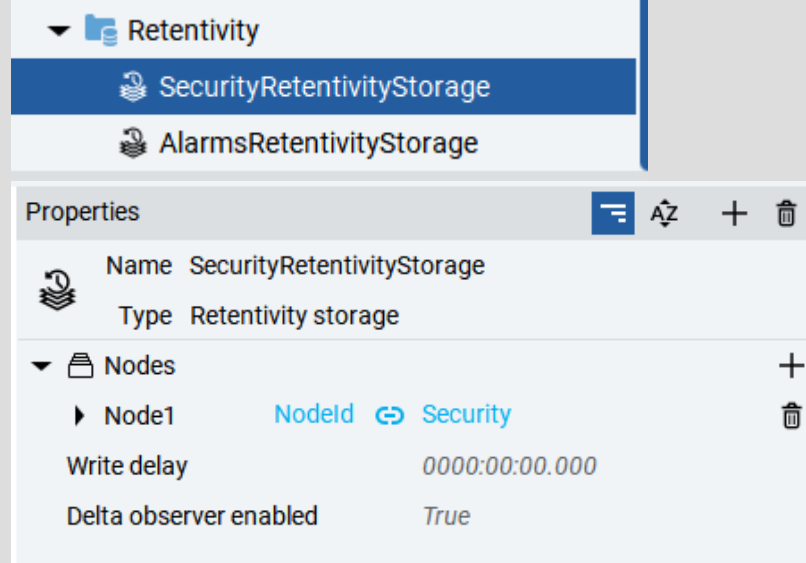 Retentivity
SecurityRetentivityStorage
AlarmsRetentivityStorage
Properties AZ
Name SecurityRetentivityStorage
Type Retentivity storage
Nodes
Node1 NodeId Security
Write delay 0000:00:00.000
Delta observer enabled True